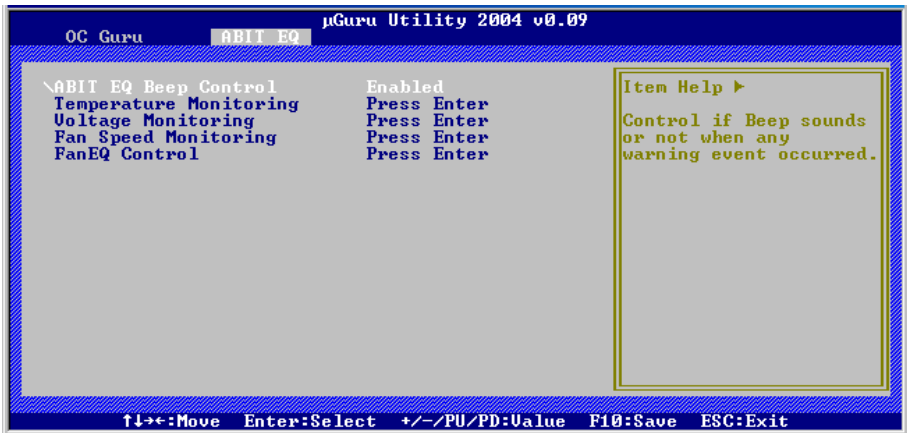 µGuru Utility 2004 v0.09
OC Guru ABIT EQ
\ABIT EQ Beep Control Enabled
Temperature Monitoring Press Enter
Voltage Monitoring Press Enter
Fan Speed Monitoring Press Enter
FanEQ Control Press Enter
Item Help ►
Control if Beep sounds
or not when any
warning event occurred.
↑↓→←:Move Enter:Select +/-/PU/PD:Value F10:Save ESC:Exit